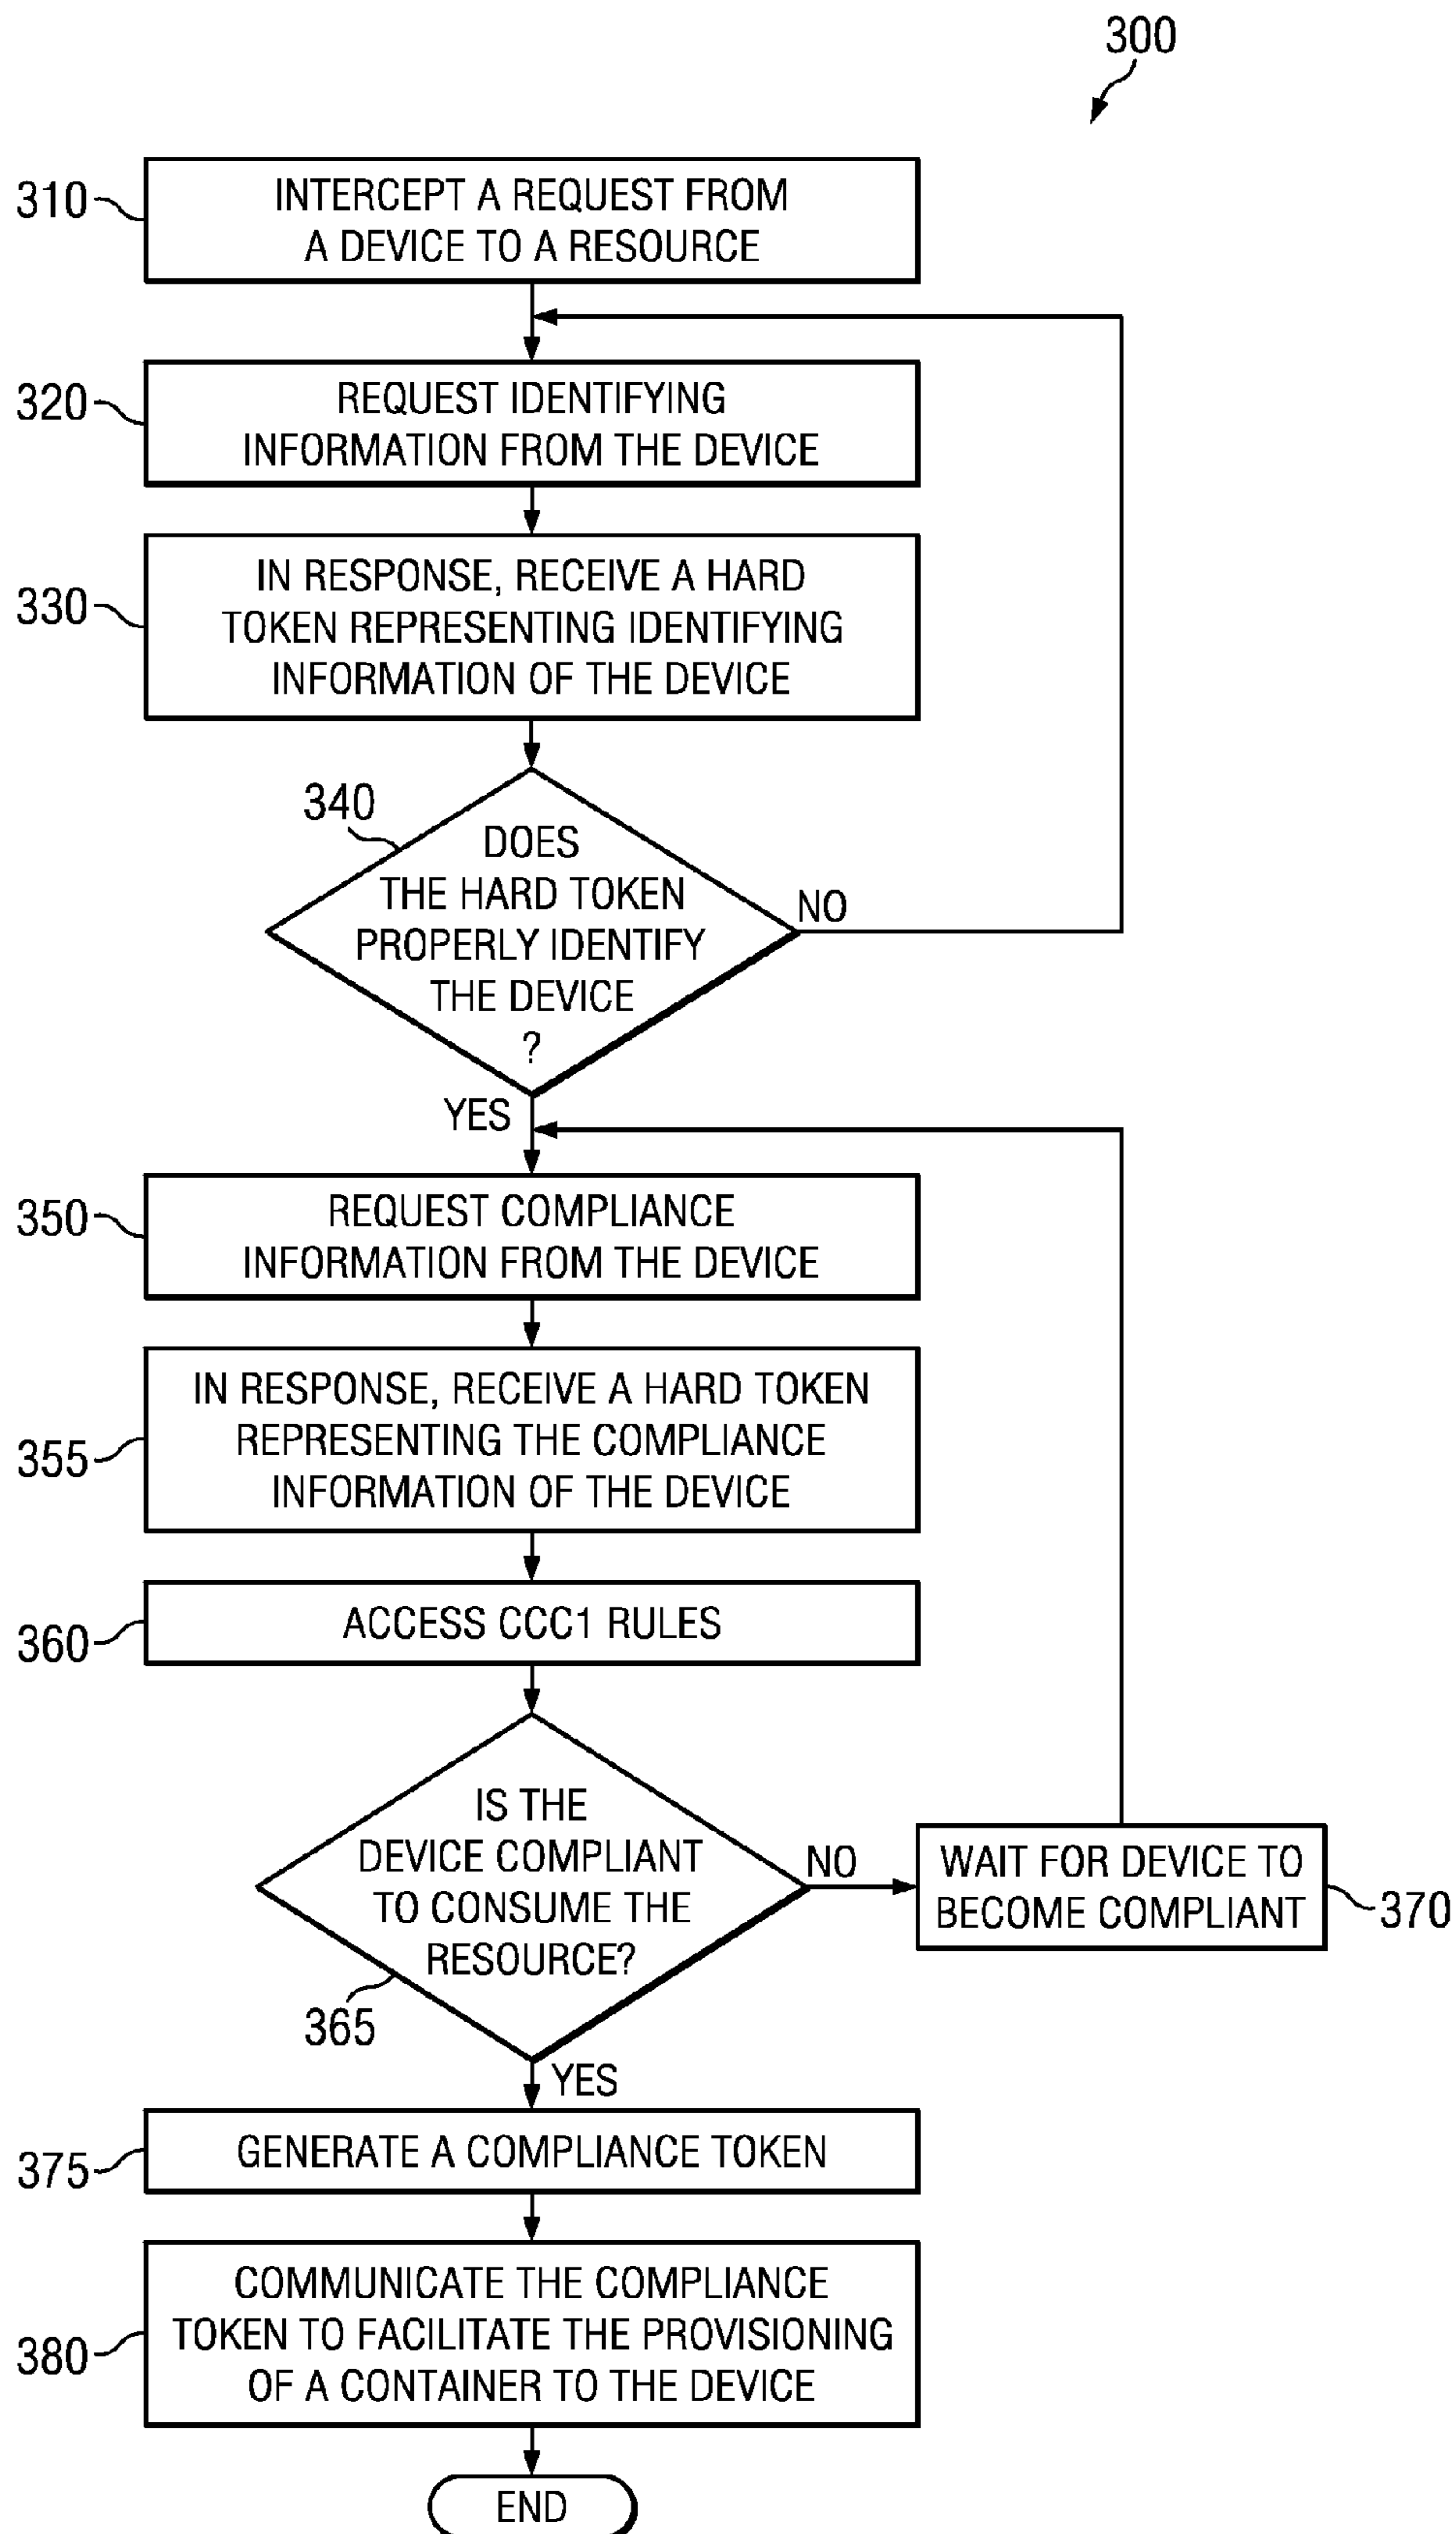 300
310
INTERCEPT A REQUEST FROM
A DEVICE TO A RESOURCE
320
REQUEST IDENTIFYING
INFORMATION FROM THE DEVICE
330
IN RESPONSE, RECEIVE A HARD
TOKEN REPRESENTING IDENTIFYING
INFORMATION OF THE DEVICE
340
DOES
THE HARD TOKEN
PROPERLY IDENTIFY
THE DEVICE
?
NO
YES
350
REQUEST COMPLIANCE
INFORMATION FROM THE DEVICE
355
IN RESPONSE, RECEIVE A HARD TOKEN
REPRESENTING THE COMPLIANCE
INFORMATION OF THE DEVICE
360
ACCESS CCC1 RULES
IS THE
DEVICE COMPLIANT
TO CONSUME THE
RESOURCE?
365
NO
WAIT FOR DEVICE TO
BECOME COMPLIANT
370
YES
375
GENERATE A COMPLIANCE TOKEN
380
COMMUNICATE THE COMPLIANCE
TOKEN TO FACILITATE THE PROVISIONING
OF A CONTAINER TO THE DEVICE
END